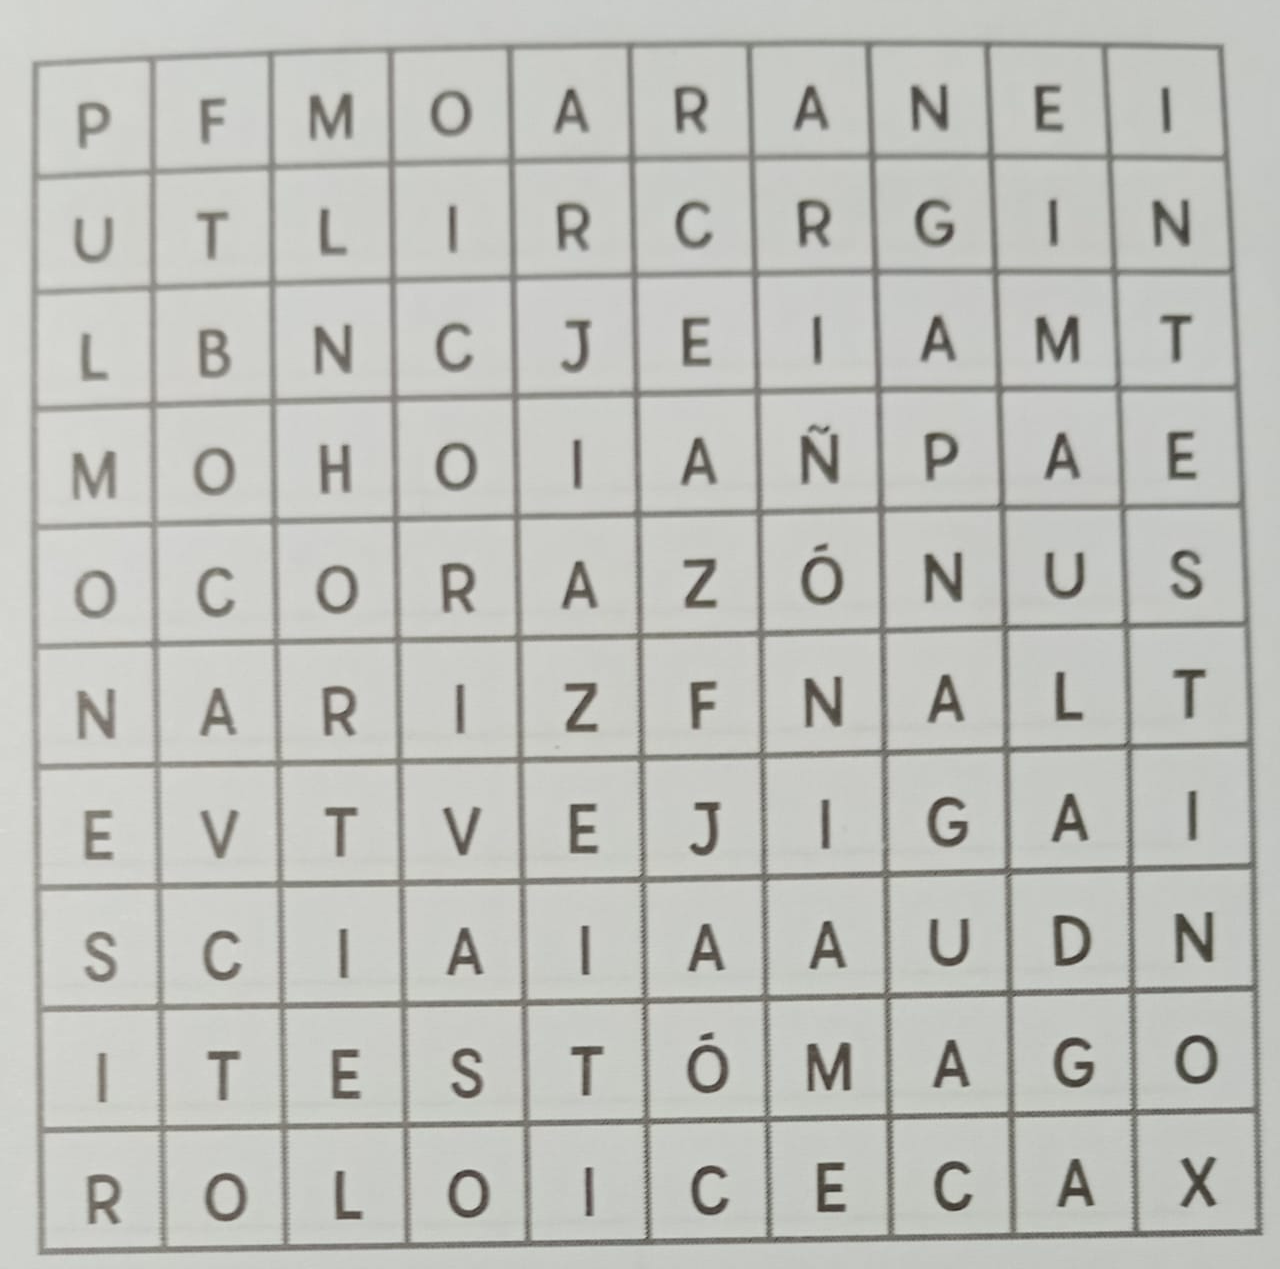 P F M O A R A N E I
U T L I R C R G I N
L B N C J E I A M T
M O H O I A Ñ P A E
O C O R A Z Ó N U S
N A R I Z F N A L T
E V T V E J I G A I
S C I A I A A U D N
I T E S T Ó M A G O
R O L O I C E C A X